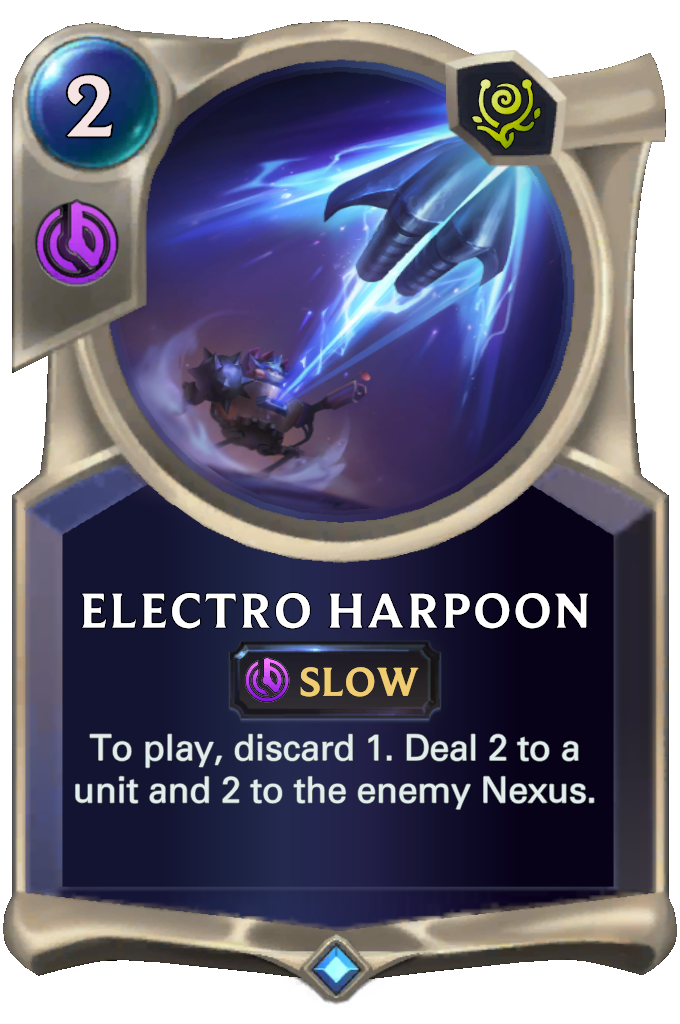 2
ELECTRO HARPOON
SLOW
To play, discard 1. Deal 2 to a
unit and 2 to the enemy Nexus.